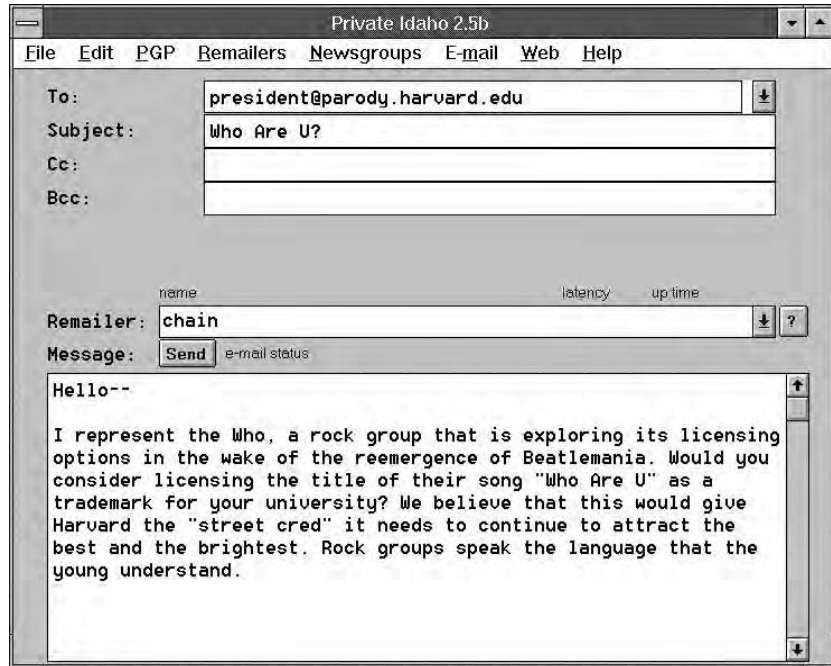 Private Idaho 2.5b
File Edit PGP Remailers Newsgroups E-mail Web Help
To: president@parody.harvard.edu
Subject: Who Are U?
Cc:
Bcc:
name latency up time
Remailer: chain ?
Message: Send e-mail status
Hello--
I represent the Who, a rock group that is exploring its licensing
options in the wake of the reemergence of Beatlemania. Would you
consider licensing the title of their song "Who Are U" as a
trademark for your university? We believe that this would give
Harvard the "street cred" it needs to continue to attract the
best and the brightest. Rock groups speak the language that the
young understand.